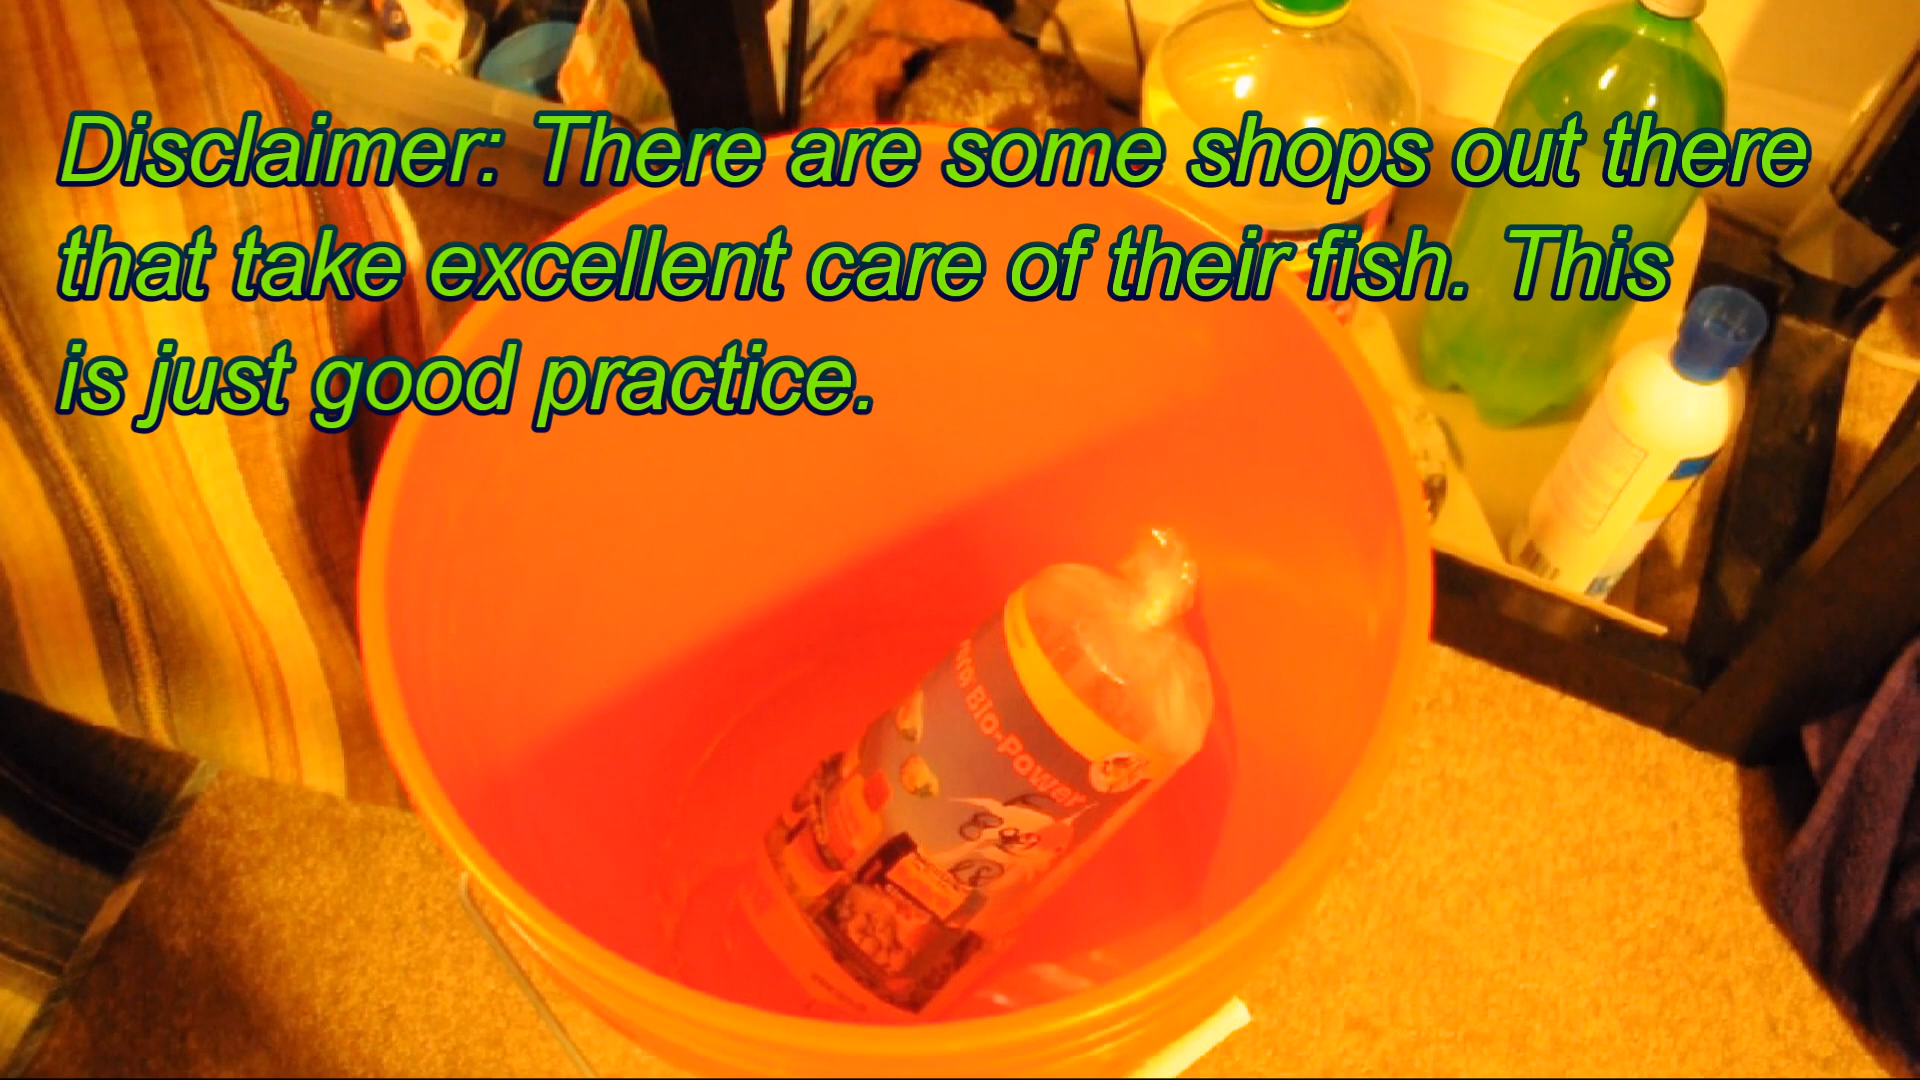 Disclaimer: There are some shops out there
that take excellent care of their fish. This
is just good practice.
Bio-Power